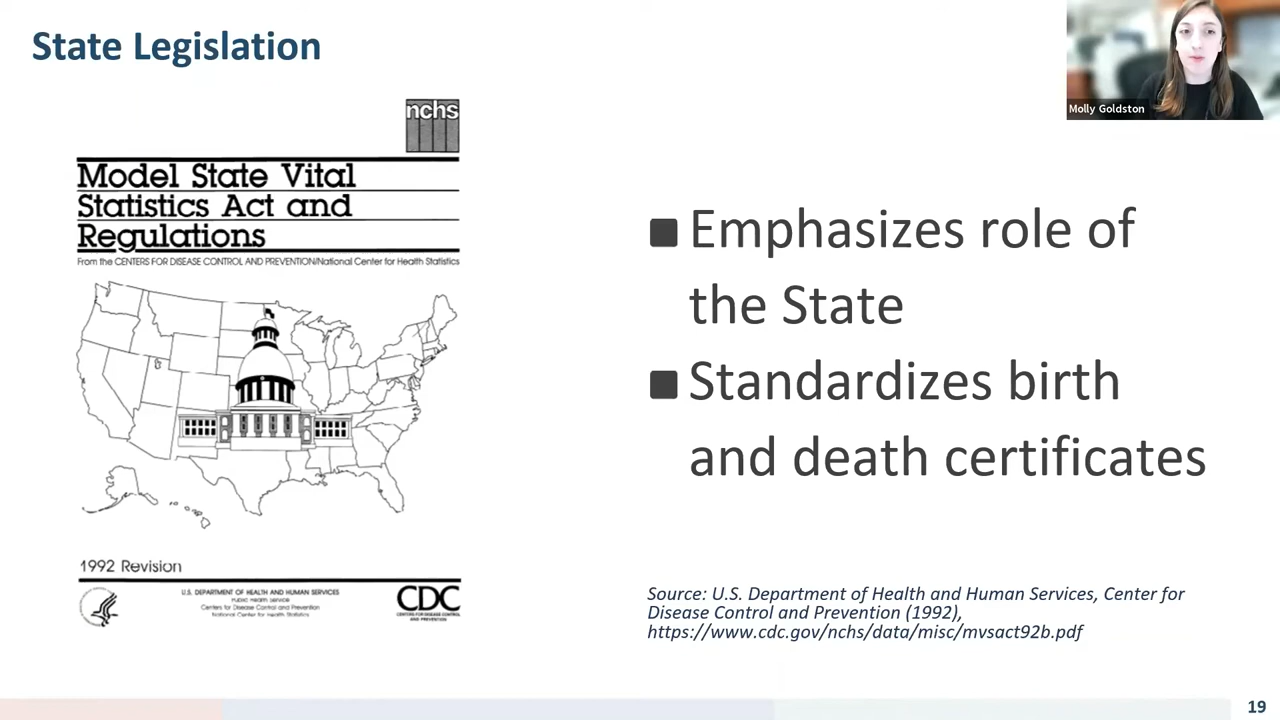 State Legislation
Molly Goldston
nchs
Model State Vital
Statistics Act and
Regulations
From the CENTERS FOR DISEASE CONTROL AND PREVENTION/National Center for Health Statistics
1992 Revision
U.S. DEPARTMENT OF HEALTH AND HUMAN SERVICES
Public Health Service
Centers for Disease Control and Prevention
National Center for Health Statistics
CDC
CENTERS FOR DISEASE CONTROL
AND PREVENTION
■ Emphasizes role of
the State
■ Standardizes birth
and death certificates
Source: U.S. Department of Health and Human Services, Center for
Disease Control and Prevention (1992),
https://www.cdc.gov/nchs/data/misc/mvsact92b.pdf
19